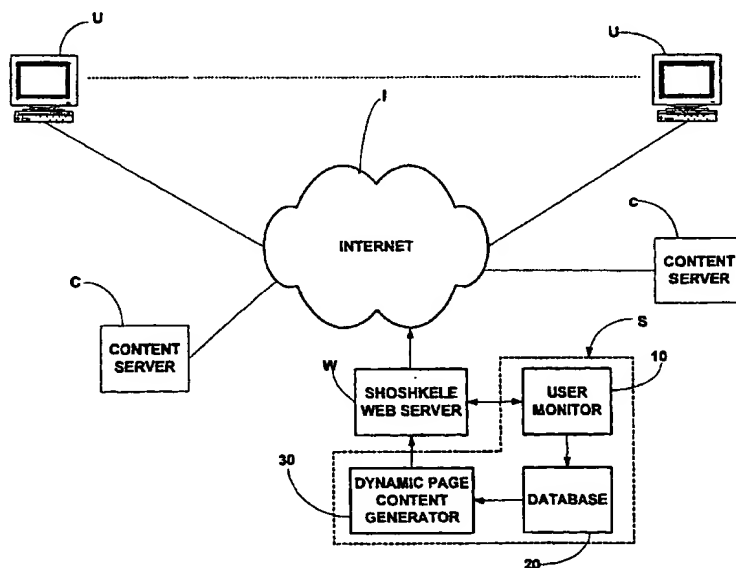 U
U
I
INTERNET
c
CONTENT
SERVER
C
CONTENT
SERVER
S
W
SHOSHKELE
WEB SERVER
USER
MONITOR
10
30
DYNAMIC PAGE
CONTENT
GENERATOR
DATABASE
20